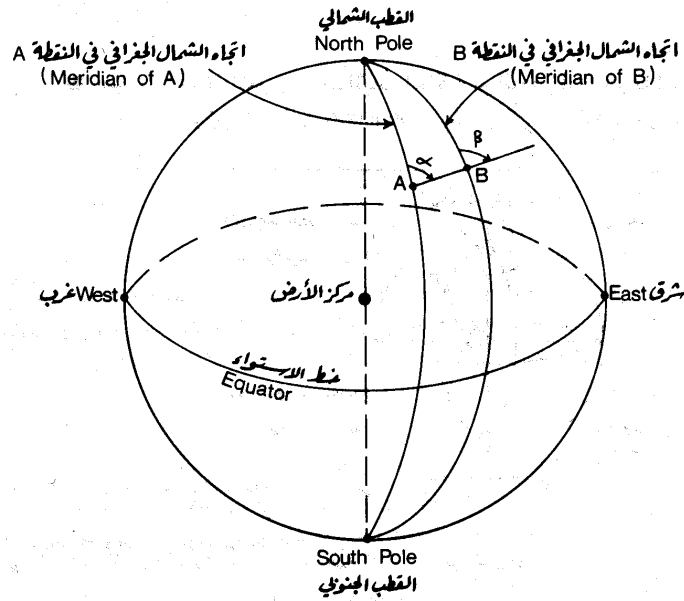 القطب الشمالي
North Pole
اتجاه الشمال الجغرافي في النقطة A
(Meridian of A)
اتجاه الشمال الجغرافي في النقطة B
(Meridian of B)
β
α
A
B
غرب West
مركز الأرض
East شرق
خط الاستواء
Equator
South Pole
القطب الجنوبي